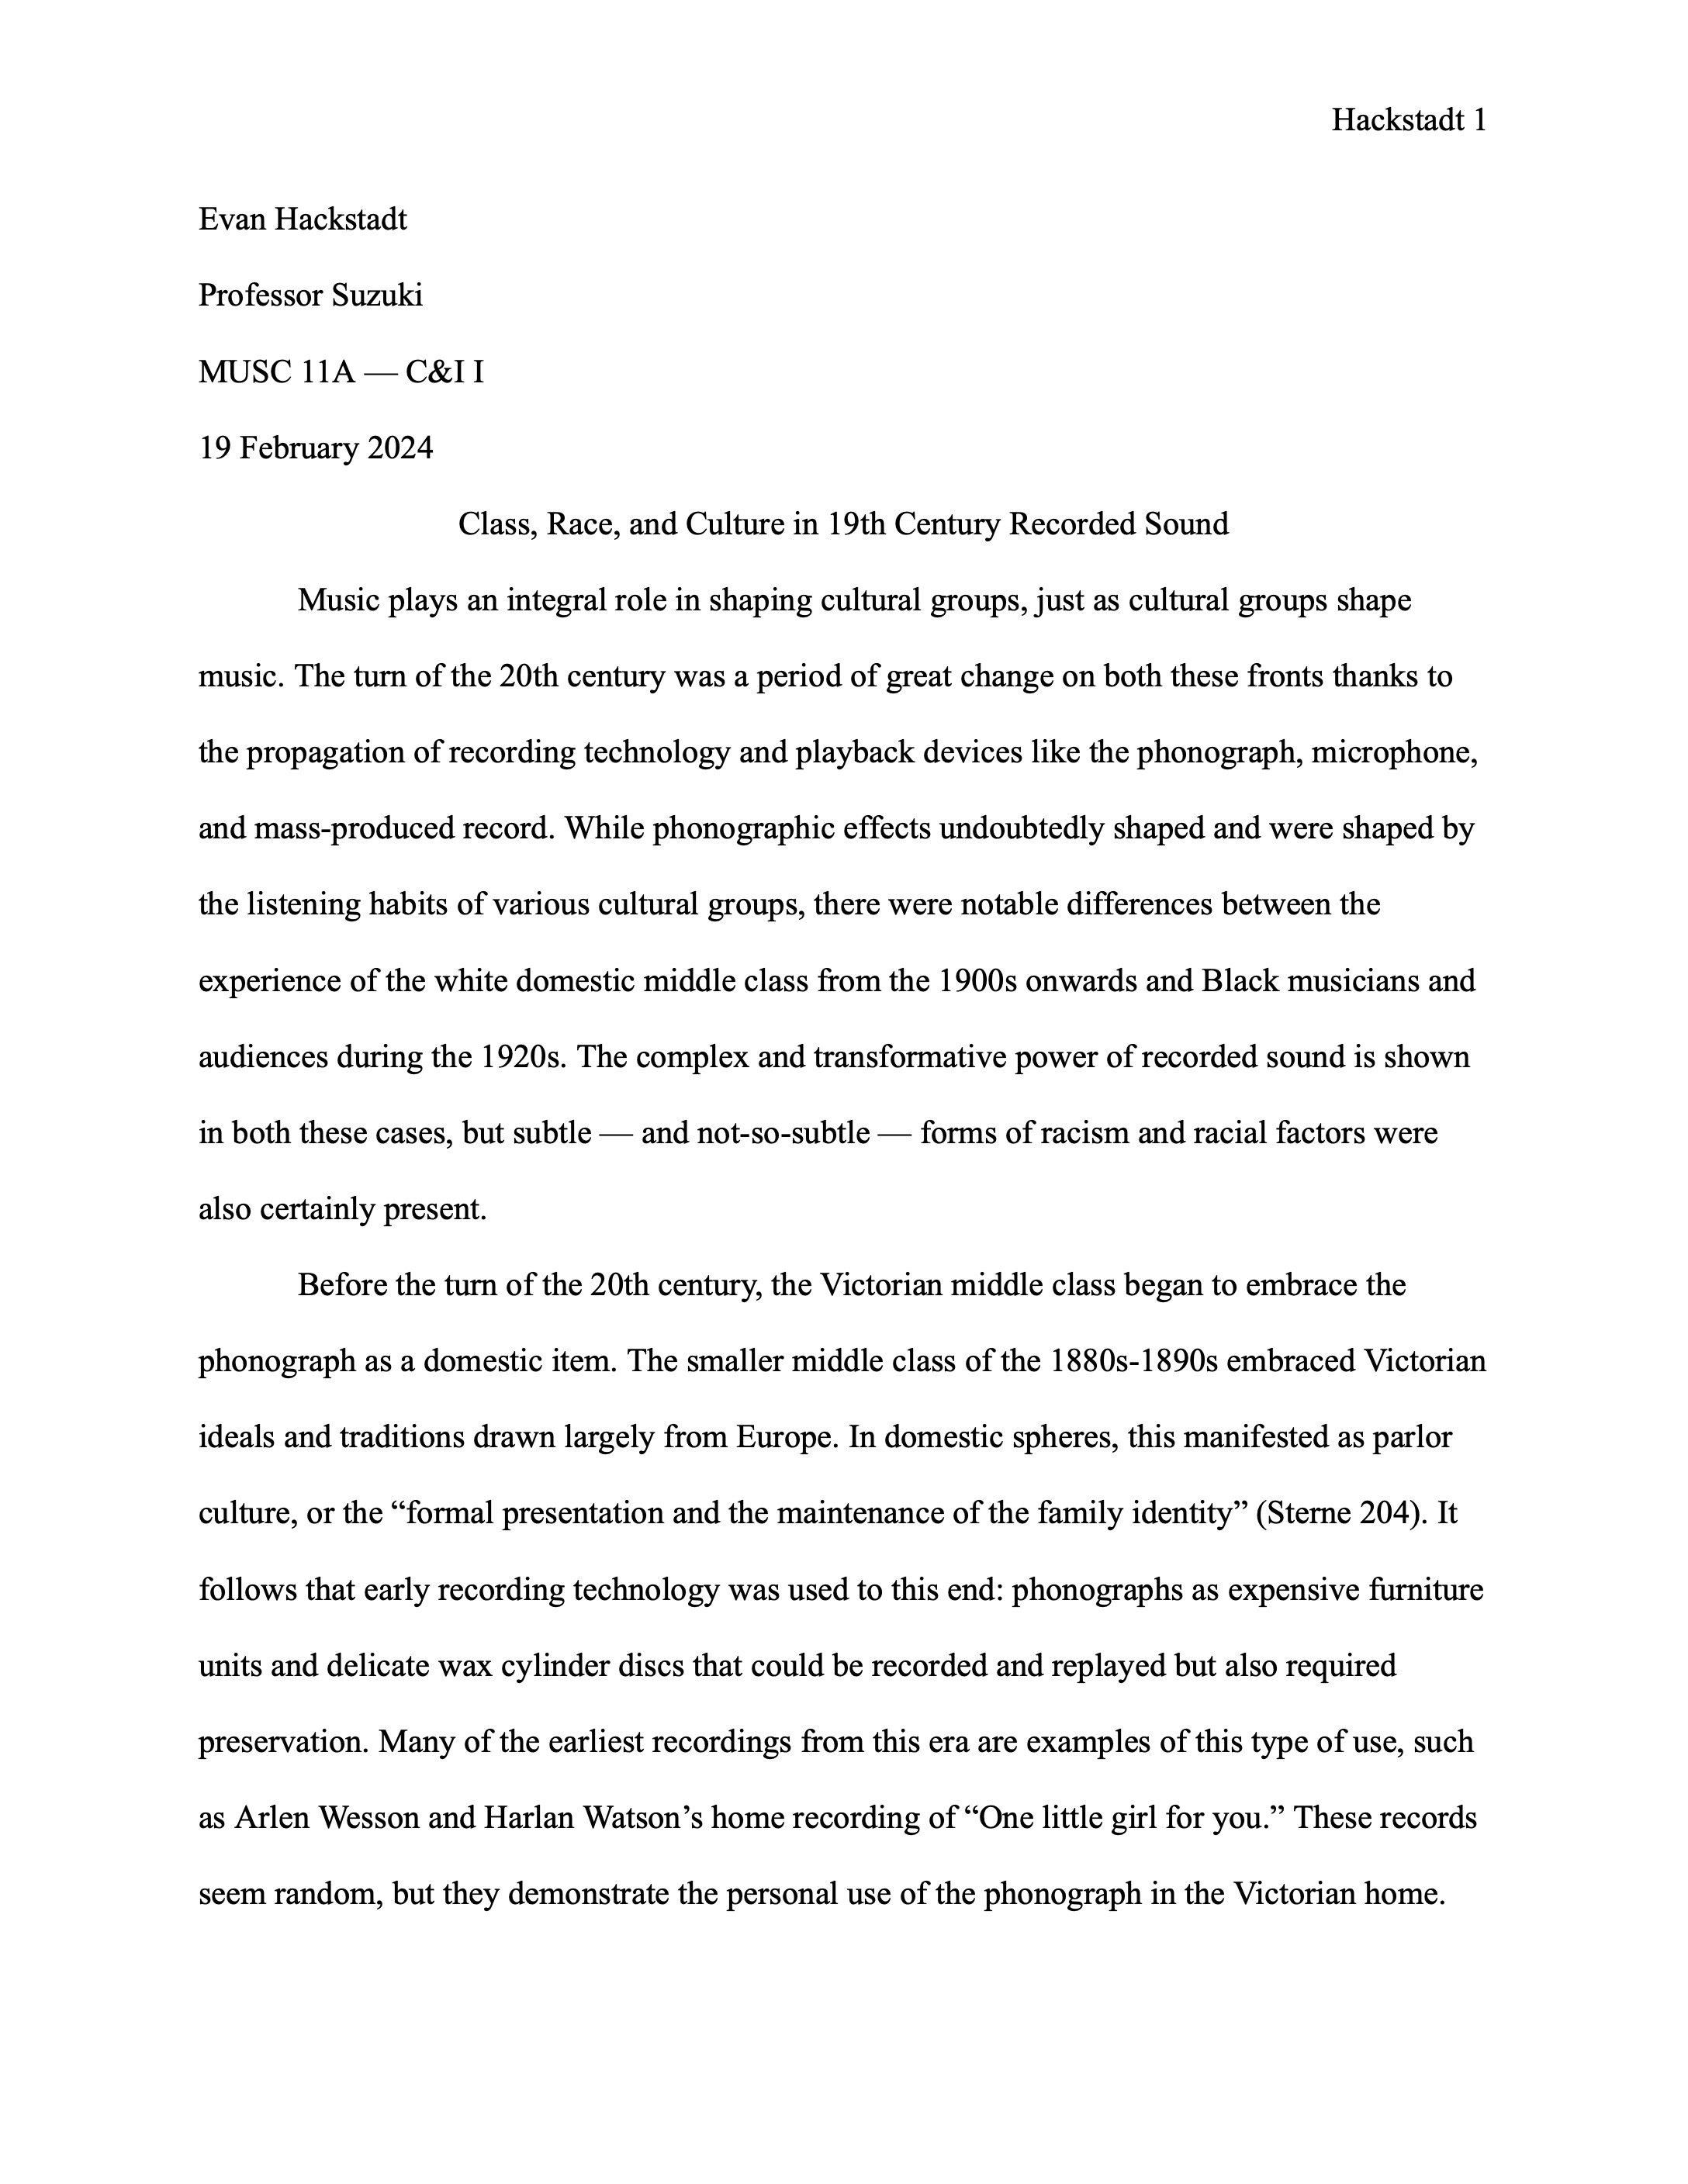 Hackstadt 1
Evan Hackstadt
Professor Suzuki
MUSC 11A — C&I I
19 February 2024
Class, Race, and Culture in 19th Century Recorded Sound
Music plays an integral role in shaping cultural groups, just as cultural groups shape
music. The turn of the 20th century was a period of great change on both these fronts thanks to
the propagation of recording technology and playback devices like the phonograph, microphone,
and mass-produced record. While phonographic effects undoubtedly shaped and were shaped by
the listening habits of various cultural groups, there were notable differences between the
experience of the white domestic middle class from the 1900s onwards and Black musicians and
audiences during the 1920s. The complex and transformative power of recorded sound is shown
in both these cases, but subtle — and not-so-subtle — forms of racism and racial factors were
also certainly present.
Before the turn of the 20th century, the Victorian middle class began to embrace the
phonograph as a domestic item. The smaller middle class of the 1880s-1890s embraced Victorian
ideals and traditions drawn largely from Europe. In domestic spheres, this manifested as parlor
culture, or the “formal presentation and the maintenance of the family identity” (Sterne 204). It
follows that early recording technology was used to this end: phonographs as expensive furniture
units and delicate wax cylinder discs that could be recorded and replayed but also required
preservation. Many of the earliest recordings from this era are examples of this type of use, such
as Arlen Wesson and Harlan Watson’s home recording of “One little girl for you.” These records
seem random, but they demonstrate the personal use of the phonograph in the Victorian home.